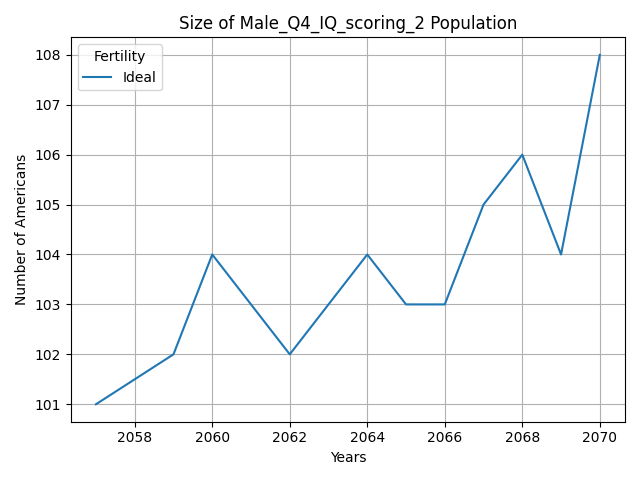 Size of Male_Q4_IQ_scoring_2 Population
Fertility
Ideal
108
107
106
105
104
103
102
101
Number of Americans
2058 2060 2062 2064 2066 2068 2070
Years